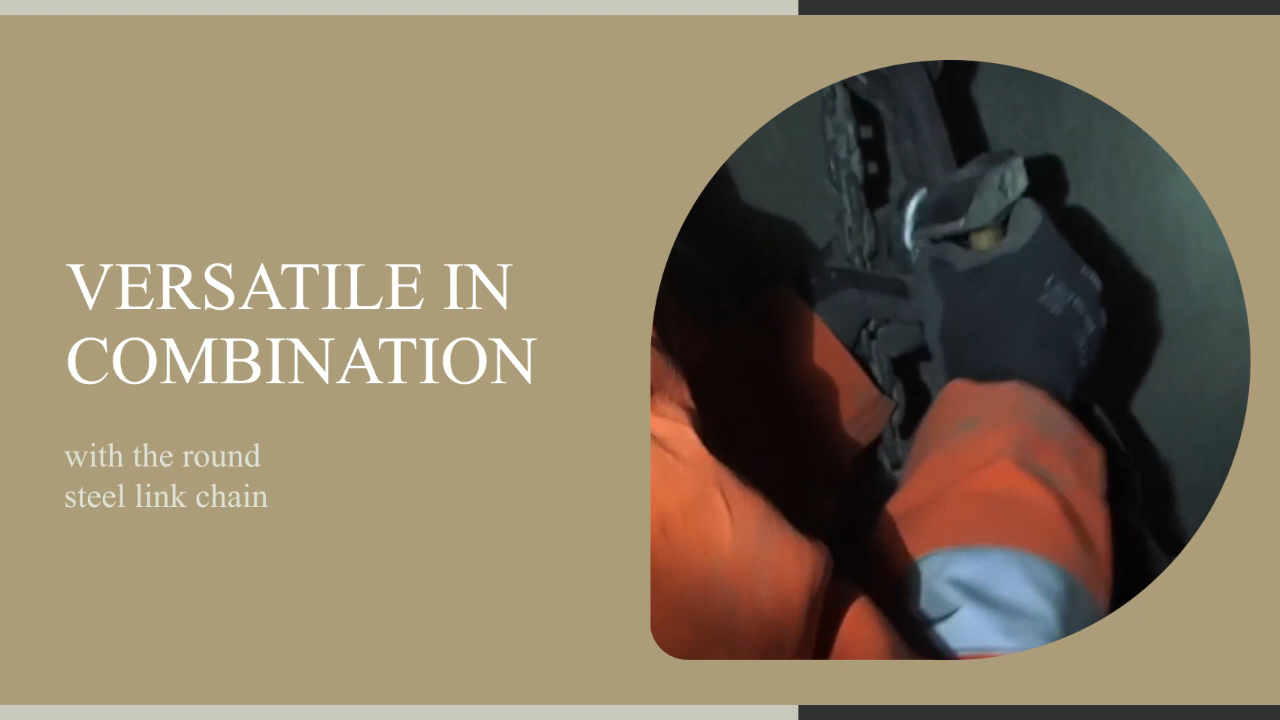 VERSATILE IN
COMBINATION
with the round
steel link chain